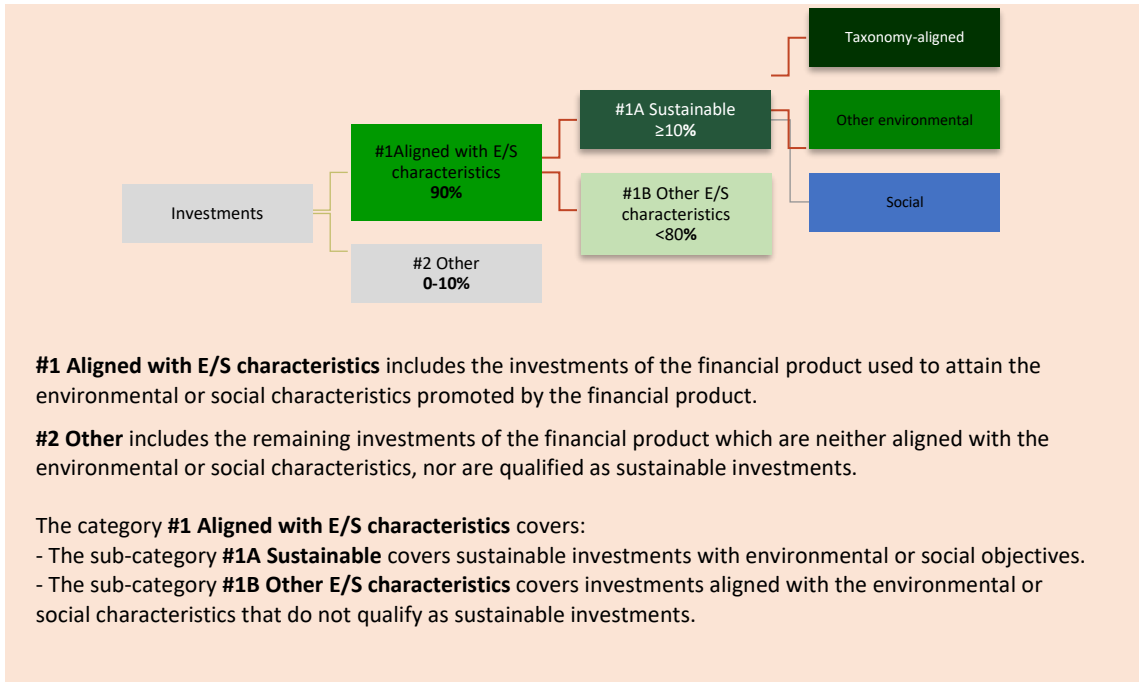 Taxonomy-aligned
#1A Sustainable
≥10%
Other environmental
#1Aligned with E/S
characteristics
90%
#1B Other E/S
characteristics
<80%
Investments
Social
#2 Other
0-10%
#1 Aligned with E/S characteristics includes the investments of the financial product used to attain the
environmental or social characteristics promoted by the financial product.
#2 Other includes the remaining investments of the financial product which are neither aligned with the
environmental or social characteristics, nor are qualified as sustainable investments.
The category #1 Aligned with E/S characteristics covers:
- The sub-category #1A Sustainable covers sustainable investments with environmental or social objectives.
- The sub-category #1B Other E/S characteristics covers investments aligned with the environmental or
social characteristics that do not qualify as sustainable investments.